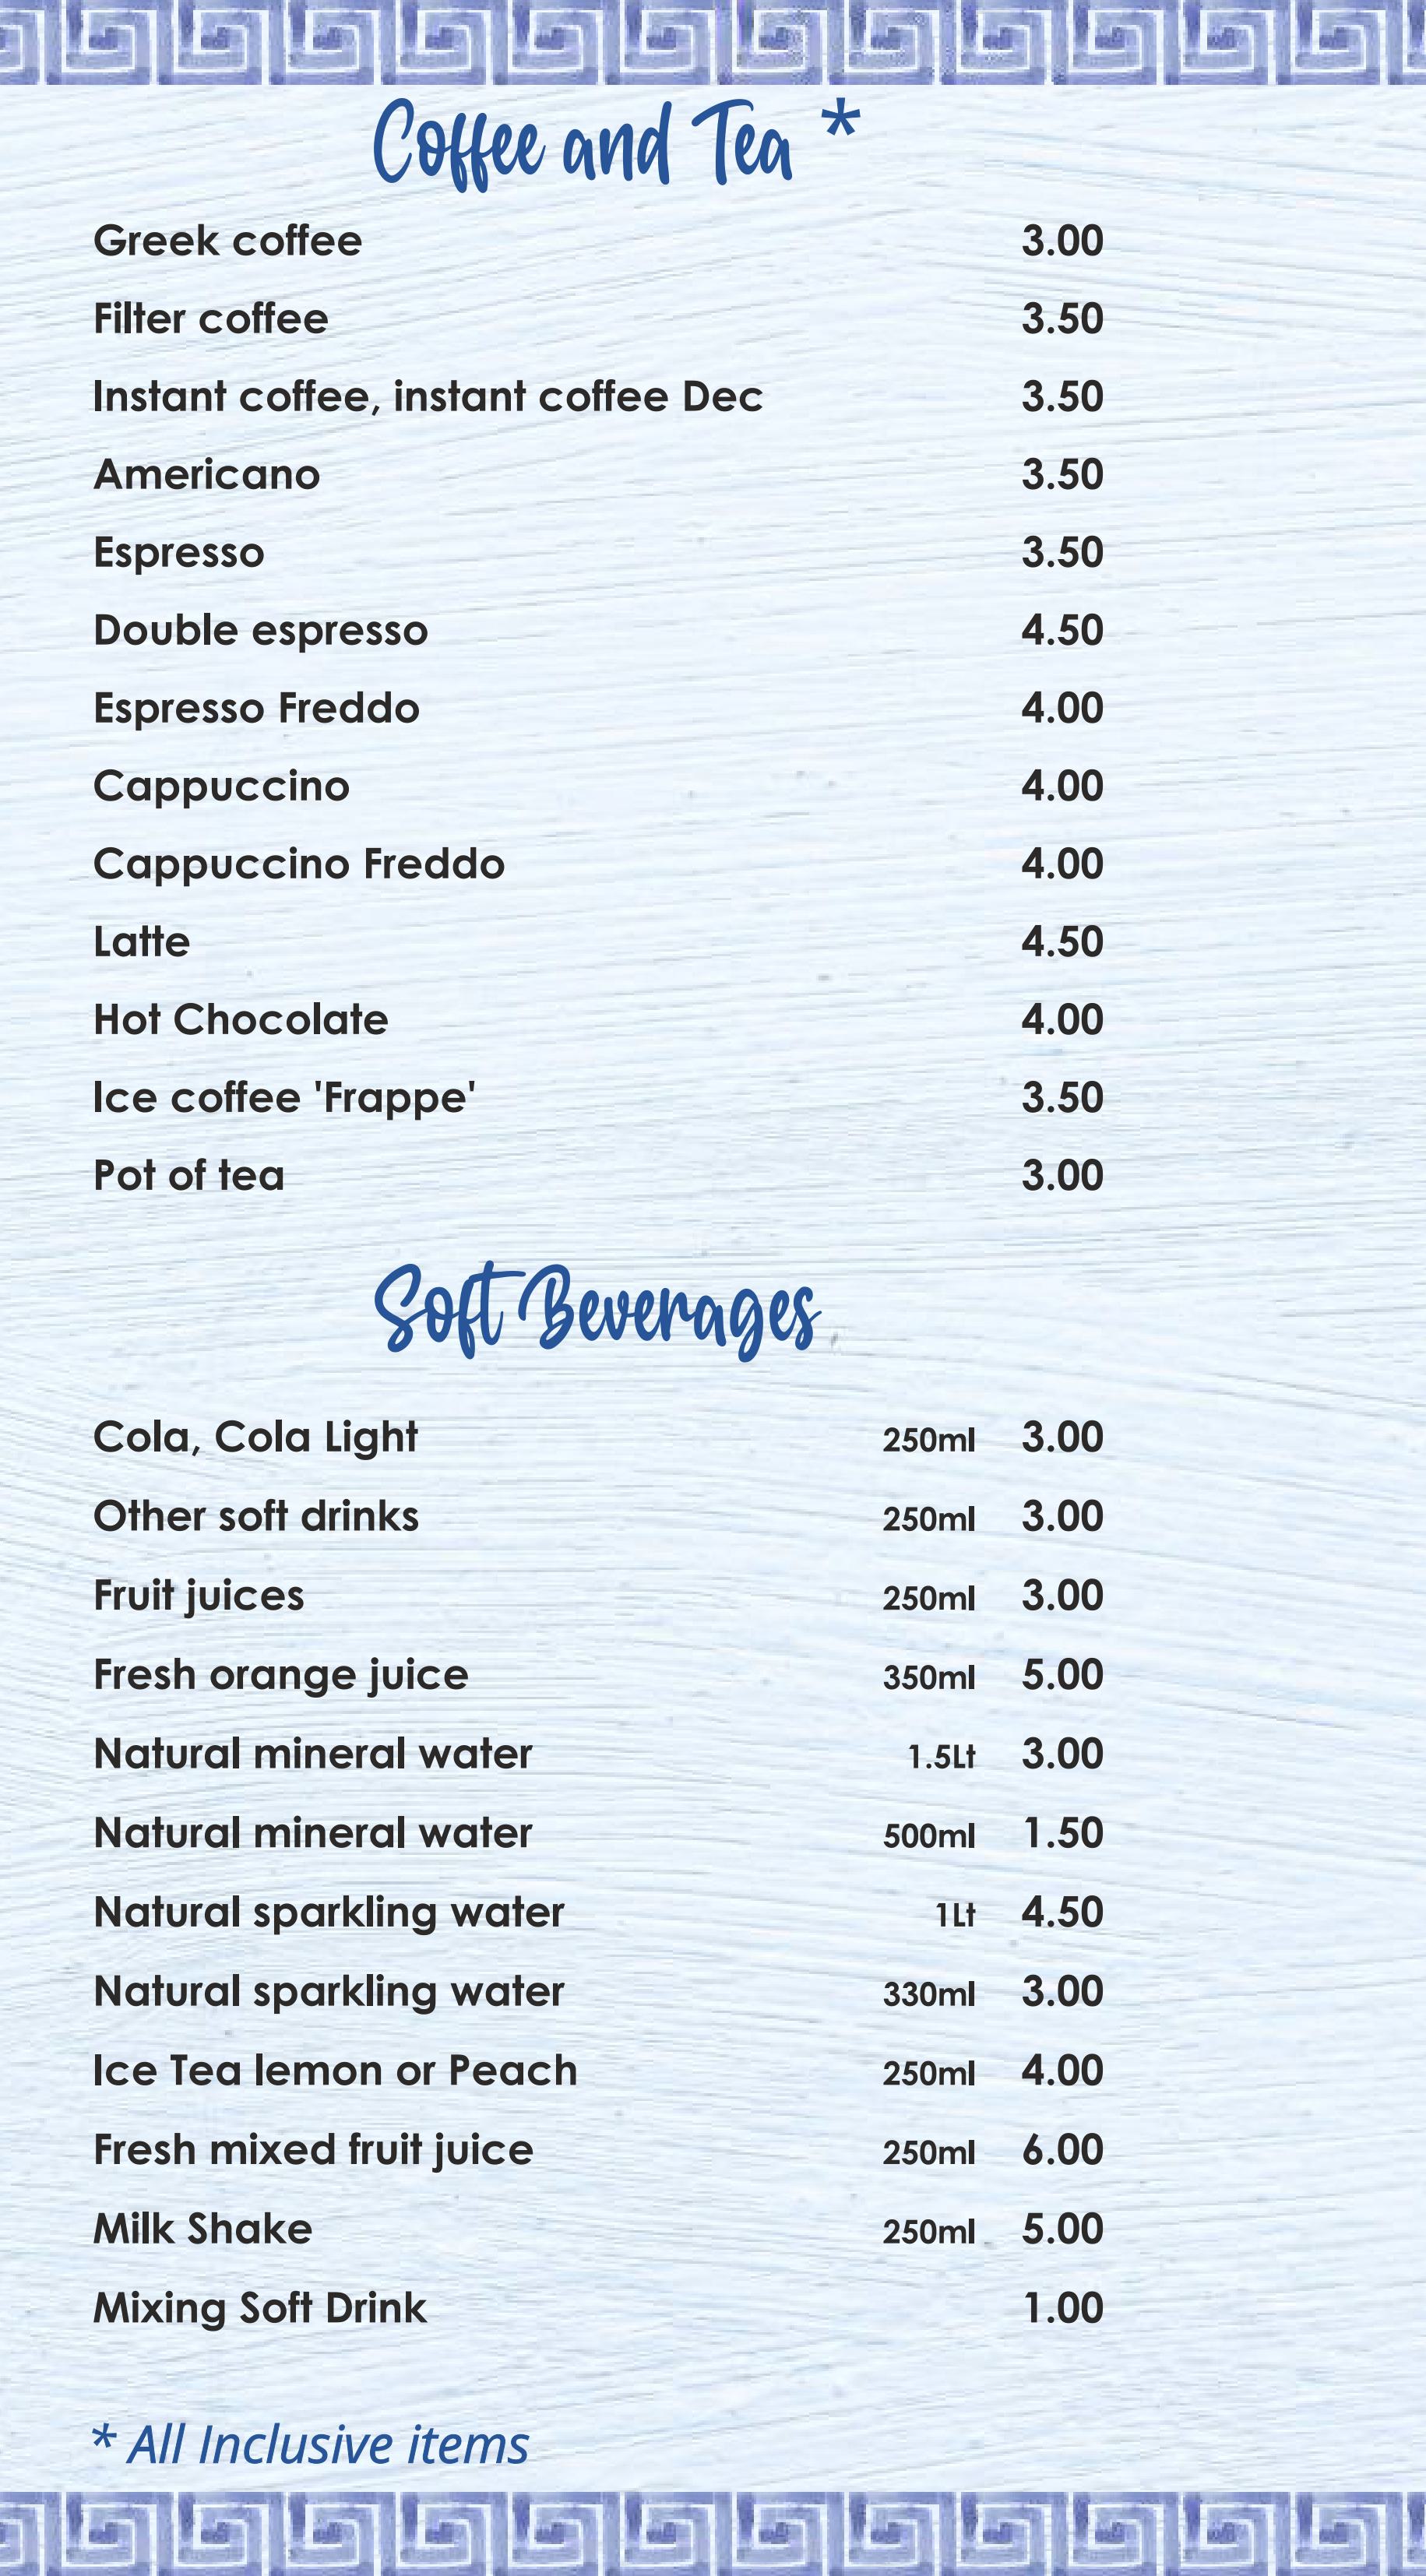 Coffee and Tea *
Greek coffee 3.00
Filter coffee 3.50
Instant coffee, instant coffee Dec 3.50
Americano 3.50
Espresso 3.50
Double espresso 4.50
Espresso Freddo 4.00
Cappuccino 4.00
Cappuccino Freddo 4.00
Latte 4.50
Hot Chocolate 4.00
Ice coffee 'Frappe' 3.50
Pot of tea 3.00
Soft Beverages
Cola, Cola Light 250ml 3.00
Other soft drinks 250ml 3.00
Fruit juices 250ml 3.00
Fresh orange juice 350ml 5.00
Natural mineral water 1.5Lt 3.00
Natural mineral water 500ml 1.50
Natural sparkling water 1Lt 4.50
Natural sparkling water 330ml 3.00
Ice Tea lemon or Peach 250ml 4.00
Fresh mixed fruit juice 250ml 6.00
Milk Shake 250ml 5.00
Mixing Soft Drink 1.00
* All Inclusive items